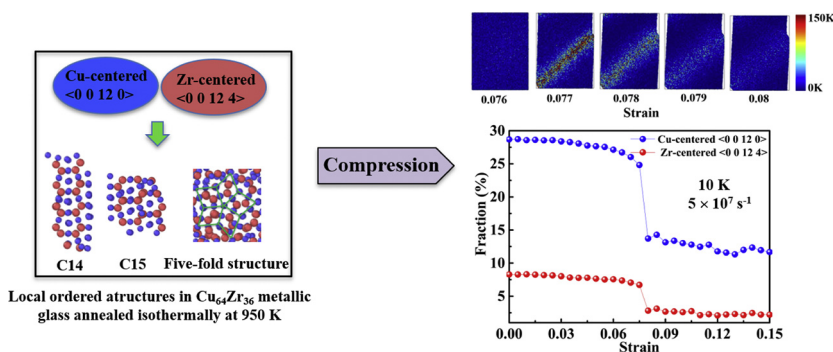 Cu-centered
<0 0 12 0>
Zr-centered
<0 0 12 4>
C14
C15
Five-fold structure
Local ordered atructures in Cu64Zr36 metallic
glass annealed isothermally at 950 K
Compression
150K
0K
0.076
0.077
0.078
0.079
0.08
Strain
30
25
20
15
10
5
Fraction (%)
Cu-centered <0 0 12 0>
Zr-centered <0 0 12 4>
10 K
5 × 10⁷ s⁻¹
0.00
0.03
0.06
0.09
0.12
0.15
Strain